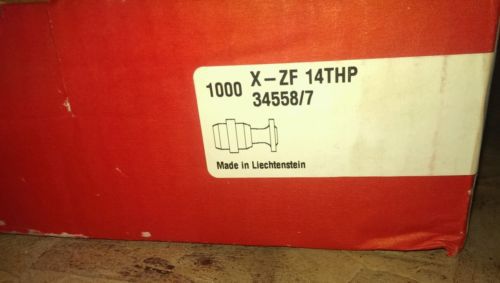 1000 X-ZF 14THP
34558/7
Made in Liechtenstein